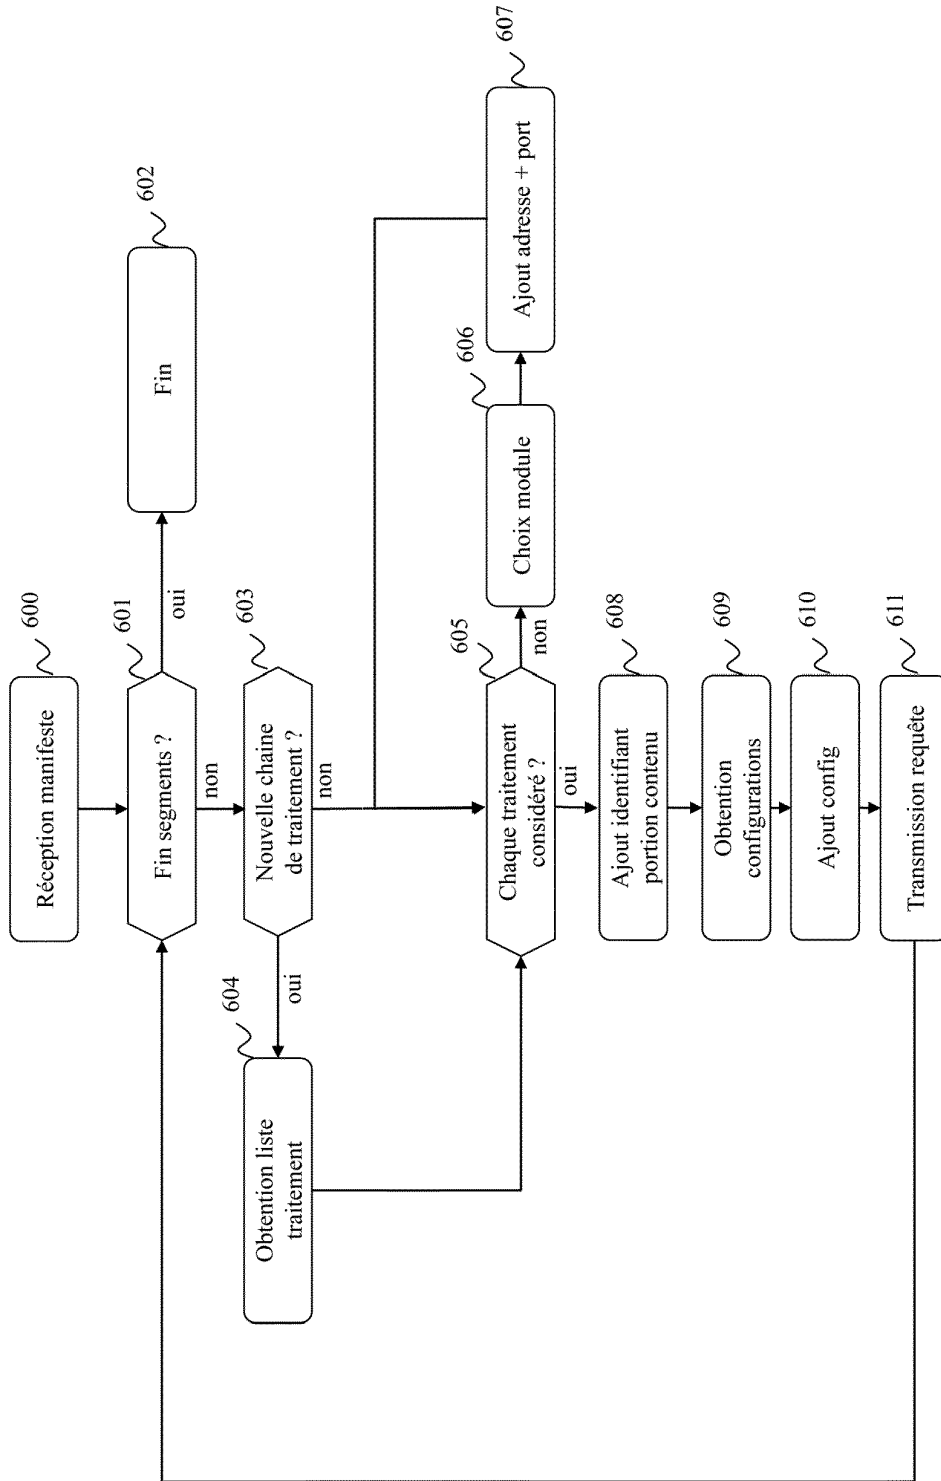 600
Réception manifeste
601
Fin segments ?
oui
602
Fin
non
603
Nouvelle chaine
de traitement ?
oui
604
Obtention liste
traitement
non
605
Chaque traitement
considéré ?
non
606
Choix module
607
Ajout adresse + port
oui
608
Ajout identifiant
portion contenu
609
Obtention
configurations
610
Ajout config
611
Transmission requête